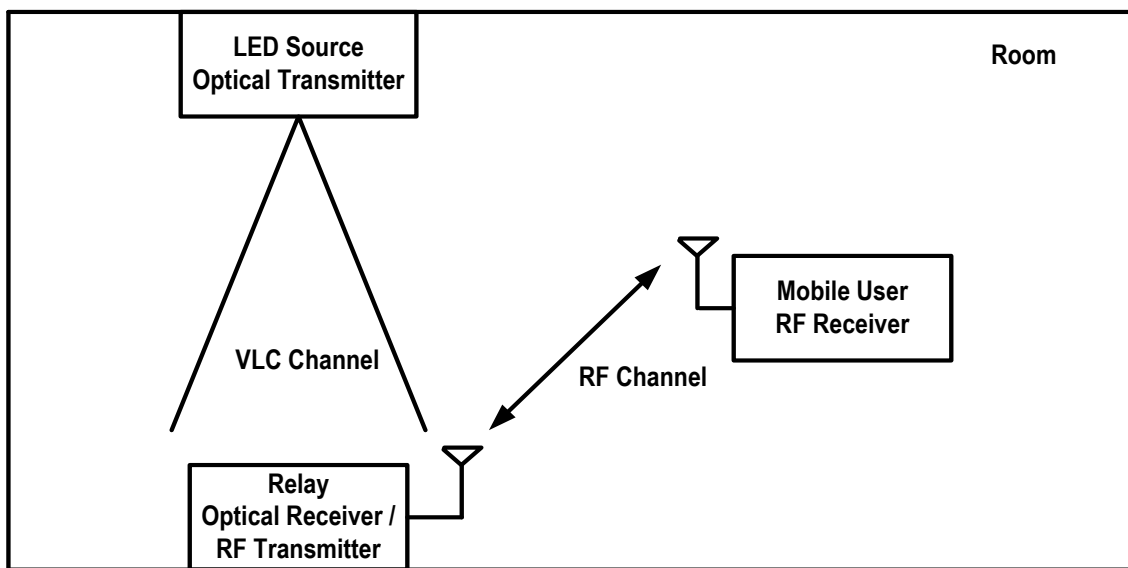 LED Source
Optical Transmitter
Room
VLC Channel
RF Channel
Mobile User
RF Receiver
Relay
Optical Receiver /
RF Transmitter